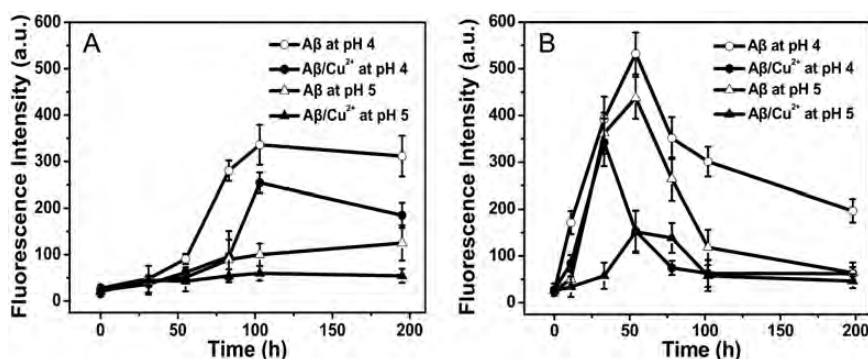 A
Aβ at pH 4
Aβ/Cu²⁺ at pH 4
Aβ at pH 5
Aβ/Cu²⁺ at pH 5
Fluorescence Intensity (a.u.)
600
500
400
300
200
100
0
0 50 100 150 200
Time (h)
B
Aβ at pH 4
Aβ/Cu²⁺ at pH 4
Aβ at pH 5
Aβ/Cu²⁺ at pH 5
Fluorescence Intensity (a.u.)
600
500
400
300
200
100
0
0 50 100 150 200
Time (h)